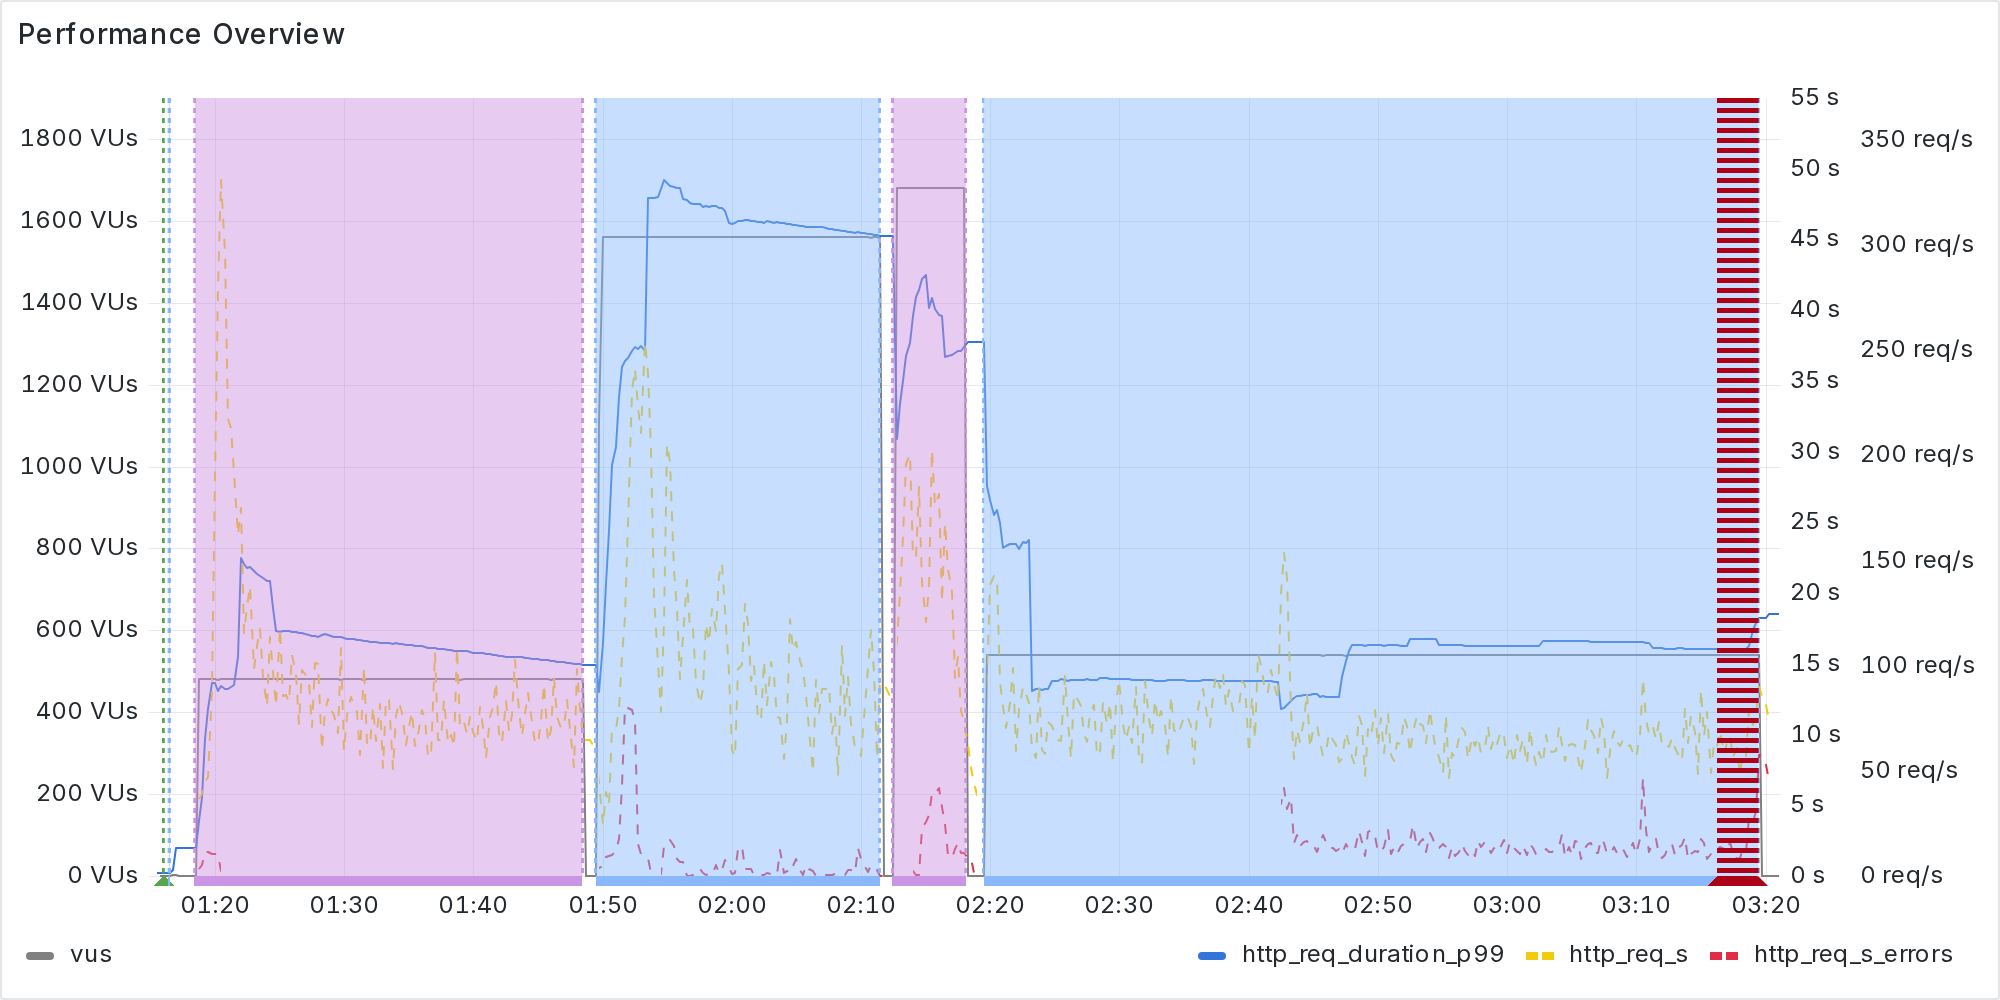 Performance Overview
55 s
1800 VUs
350 req/s
50 s
1600 VUs
45 s
300 req/s
1400 VUs
40 s
250 req/s
1200 VUs
35 s
1000 VUs
30 s
200 req/s
25 s
800 VUs
150 req/s
20 s
600 VUs
15 s
100 req/s
400 VUs
10 s
50 req/s
200 VUs
5 s
0 VUs
0 s
0 req/s
01:20 01:30 01:40 01:50 02:00 02:10 02:20 02:30 02:40 02:50 03:00 03:10 03:20
vus http_req_duration_p99 http_req_s http_req_s_errors